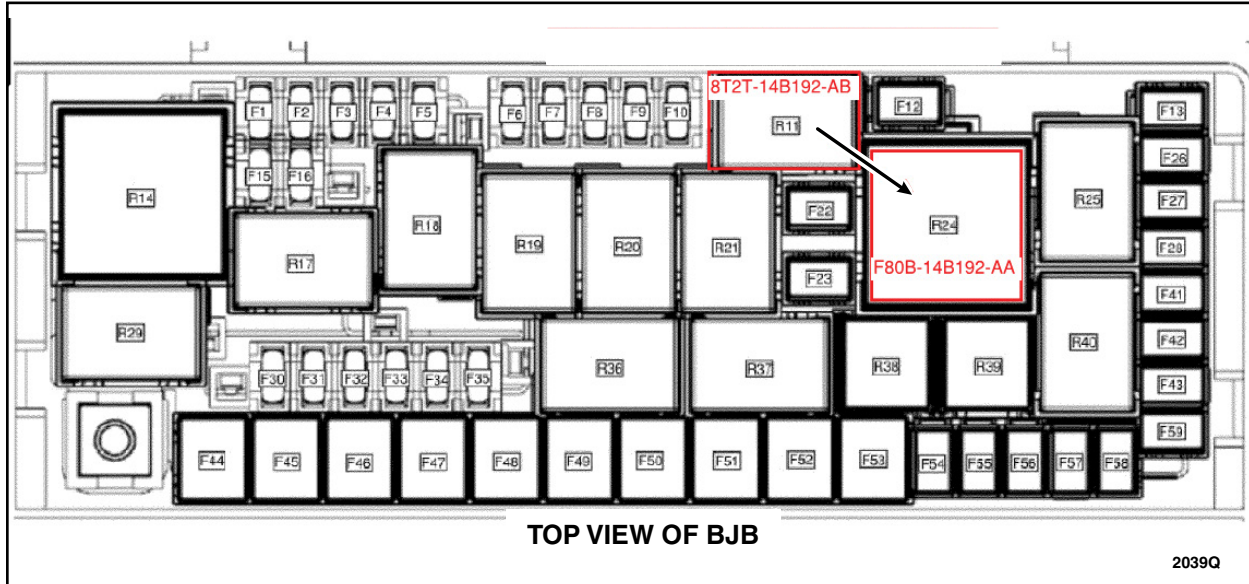 F1 F2 F3 F4 F5 F6 F7 F8 F9 F10 8T2T-14B192-AB F12 F13
R11
F15 F16 F26
R14 R18 R25 F27
R19 R20 R21 F22 R24 F28
R17 F23 F80B-14B192-AA F41
R29 F42
F30 F31 F32 F33 F34 F35 R36 R37 R38 R39 R40 F43
F59
F44 F45 F46 F47 F48 F49 F50 F51 F52 F53 F54 F55 F56 F57 F58
TOP VIEW OF BJB
2039Q